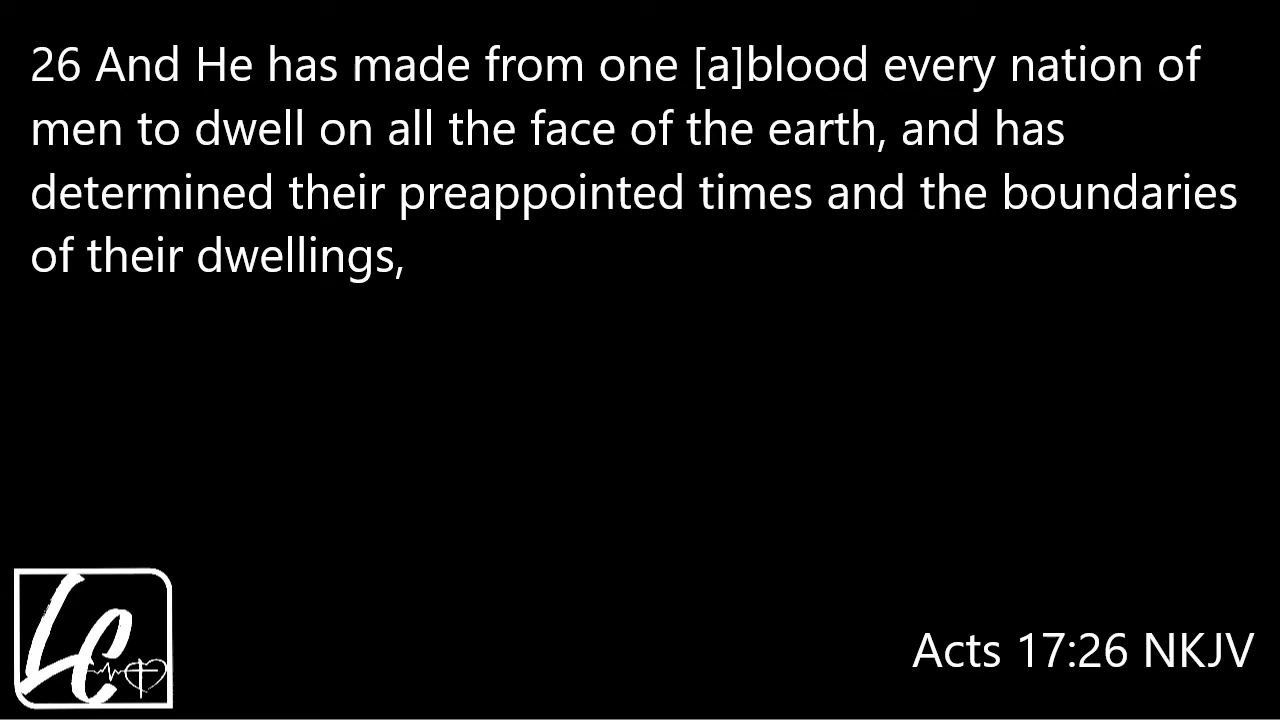 26 And He has made from one [a]blood every nation of
men to dwell on all the face of the earth, and has
determined their preappointed times and the boundaries
of their dwellings,
LC
Acts 17:26 NKJV